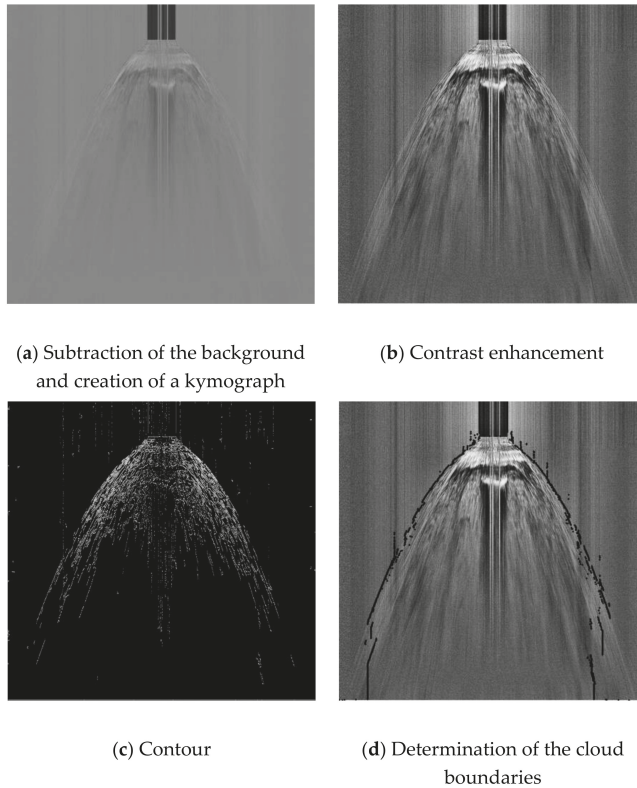 (a) Subtraction of the background
and creation of a kymograph
(b) Contrast enhancement
(c) Contour
(d) Determination of the cloud
boundaries